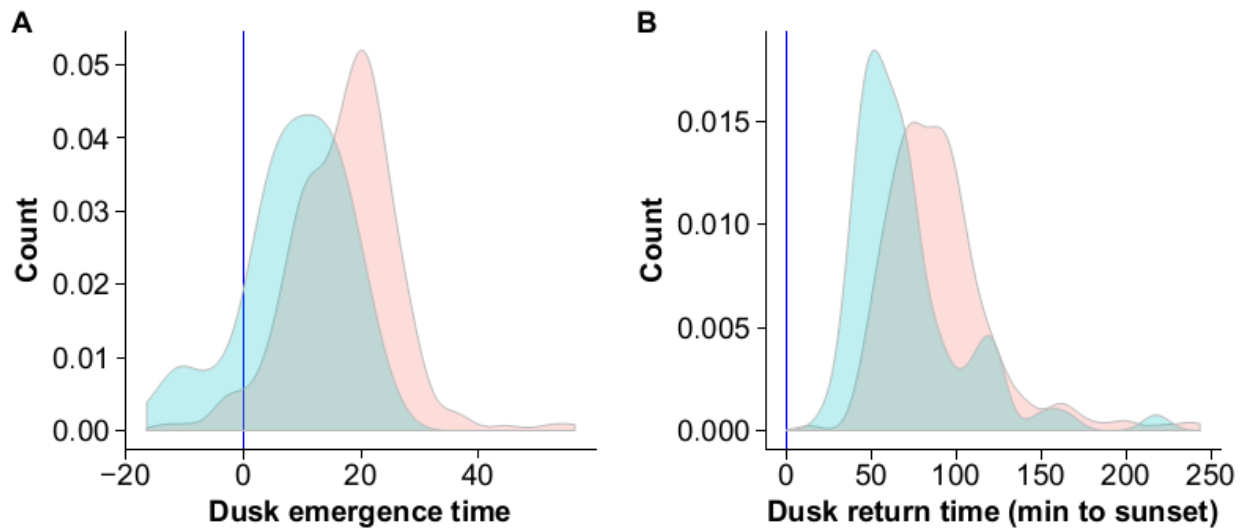 A
Count
0.05
0.04
0.03
0.02
0.01
0.00
−20 0 20 40
Dusk emergence time
B
Count
0.015
0.010
0.005
0.000
0 50 100 150 200 250
Dusk return time (min to sunset)